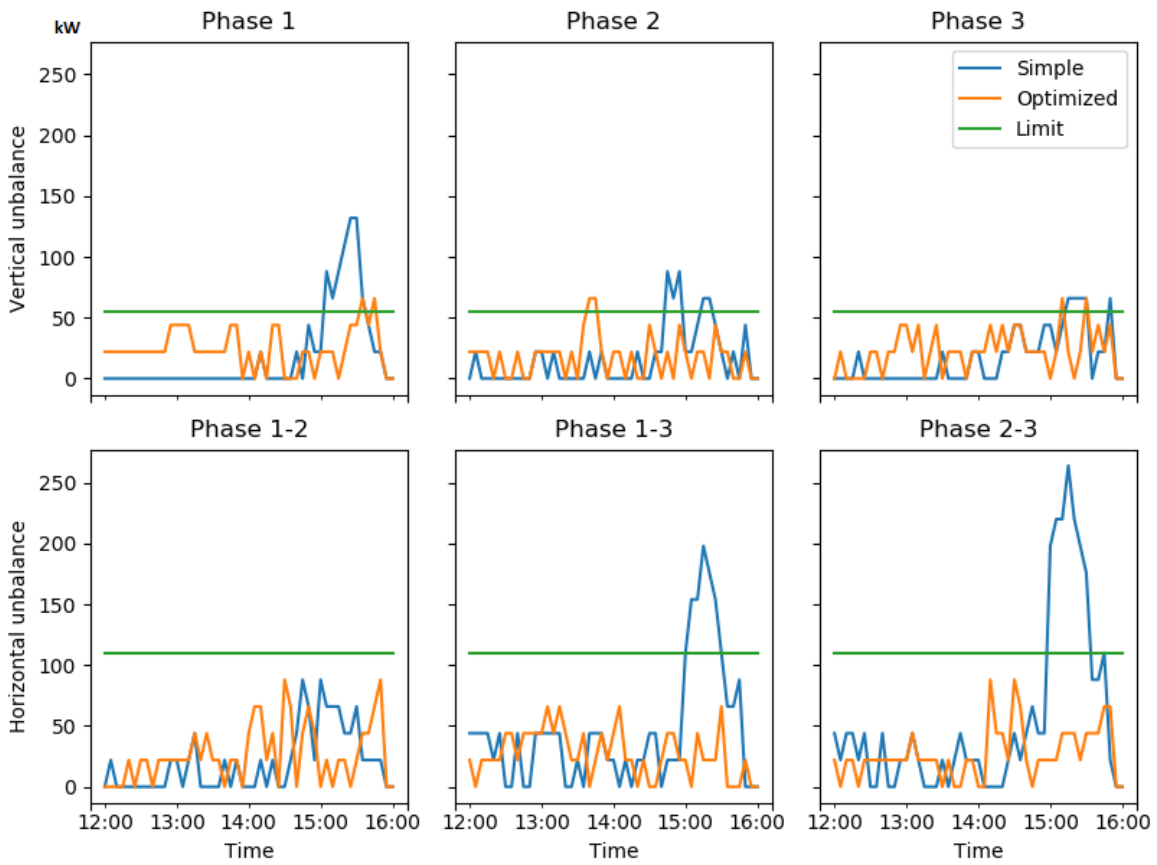 kW
Phase 1
Phase 2
Phase 3
Vertical unbalance
250
200
150
100
50
0
Simple
Optimized
Limit
Phase 1-2
Phase 1-3
Phase 2-3
Horizontal unbalance
250
200
150
100
50
0
12:00 13:00 14:00 15:00 16:00
12:00 13:00 14:00 15:00 16:00
12:00 13:00 14:00 15:00 16:00
Time
Time
Time